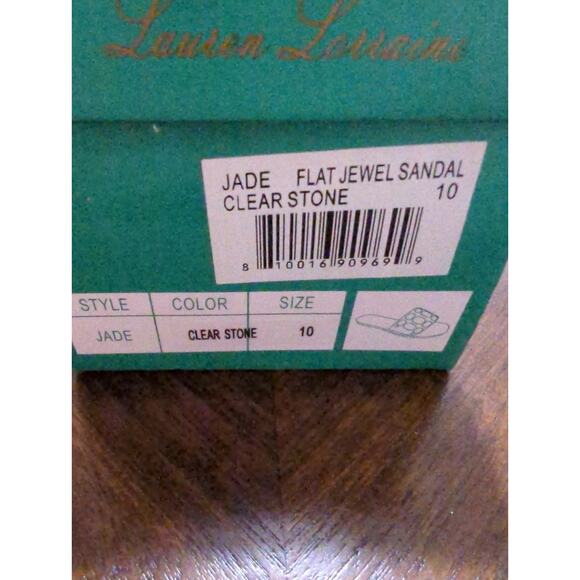 Lauren Lorraine
JADE FLAT JEWEL SANDAL
CLEAR STONE 10
8 10016 90969 9
STYLE COLOR SIZE
JADE CLEAR STONE 10